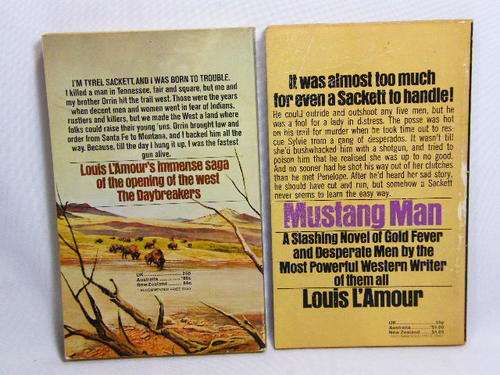 I'M TYREL SACKETT, AND I WAS BORN TO TROUBLE.
I killed a man in Tennessee, fair and square, but me and
my brother Orrin hit the trail west. Those were the years
when decent men and women went in fear of Indians,
rustlers and killers, but we made the West a land where
folks could raise their young 'uns. Orrin brought law and
order from Santa Fe to Montana, and I backed him all the
way. Because, till the day I hung up, I was the fastest
gun alive.
Louis L'Amour's immense saga
of the opening of the west
The Daybreakers
UK
Australia
New Zealand
It was almost too much
for even a Sackett to handle!
He could outride and outshoot any five men, but he
was a fool for a lady in distress. The posse was hot
on his trail for murder when he took time out to res-
cue Sylvie from a gang of desperados. It wasn't till
she'd bushwhacked him with a shotgun, and tried to
poison him that he realised she was up to no good.
And no sooner had he shot his way out of her clutches
than he met Penelope. After he'd heard her sad story,
he should have cut and run, but somehow a Sackett
never seems to learn the easy way.
Mustang Man
A Slashing Novel of Gold Fever
and Desperate Men by the
Most Powerful Western Writer
of them all
Louis L'Amour
UK
Australia
New Zealand